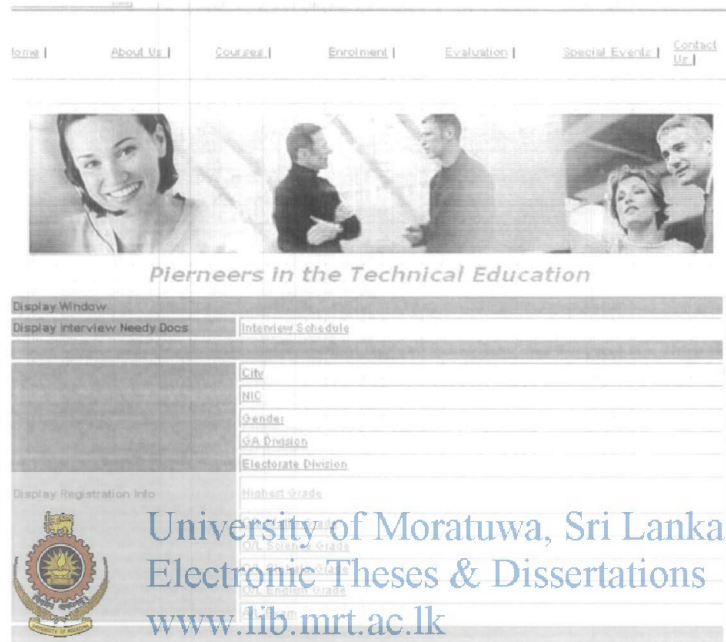 About Us |
Courses |
Enrolment |
Evaluation |
Special Events |
Contact Us |
Pierneers in the Technical Education
Display Window
Display Interview Needy Docs
Interview Schedule
City
NIC
Gender
GA Division
Electorate Division
Display Registration Info
Highest Grade
O/L Science Grade
O/L English Grade
University of Moratuwa, Sri Lanka
Electronic Theses & Dissertations
www.lib.mrt.ac.lk